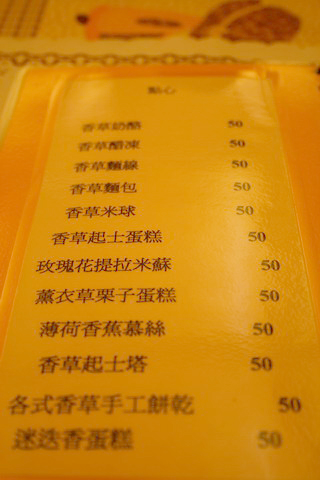 點心
香草奶酪 50
香草醋凍 50
香草麵線 50
香草麵包 50
香草米球 50
香草起士蛋糕 50
玫瑰花提拉米蘇 50
薰衣草栗子蛋糕 50
薄荷香蕉慕絲 50
香草起士塔 50
各式香草手工餅乾 50
迷迭香蛋糕 50